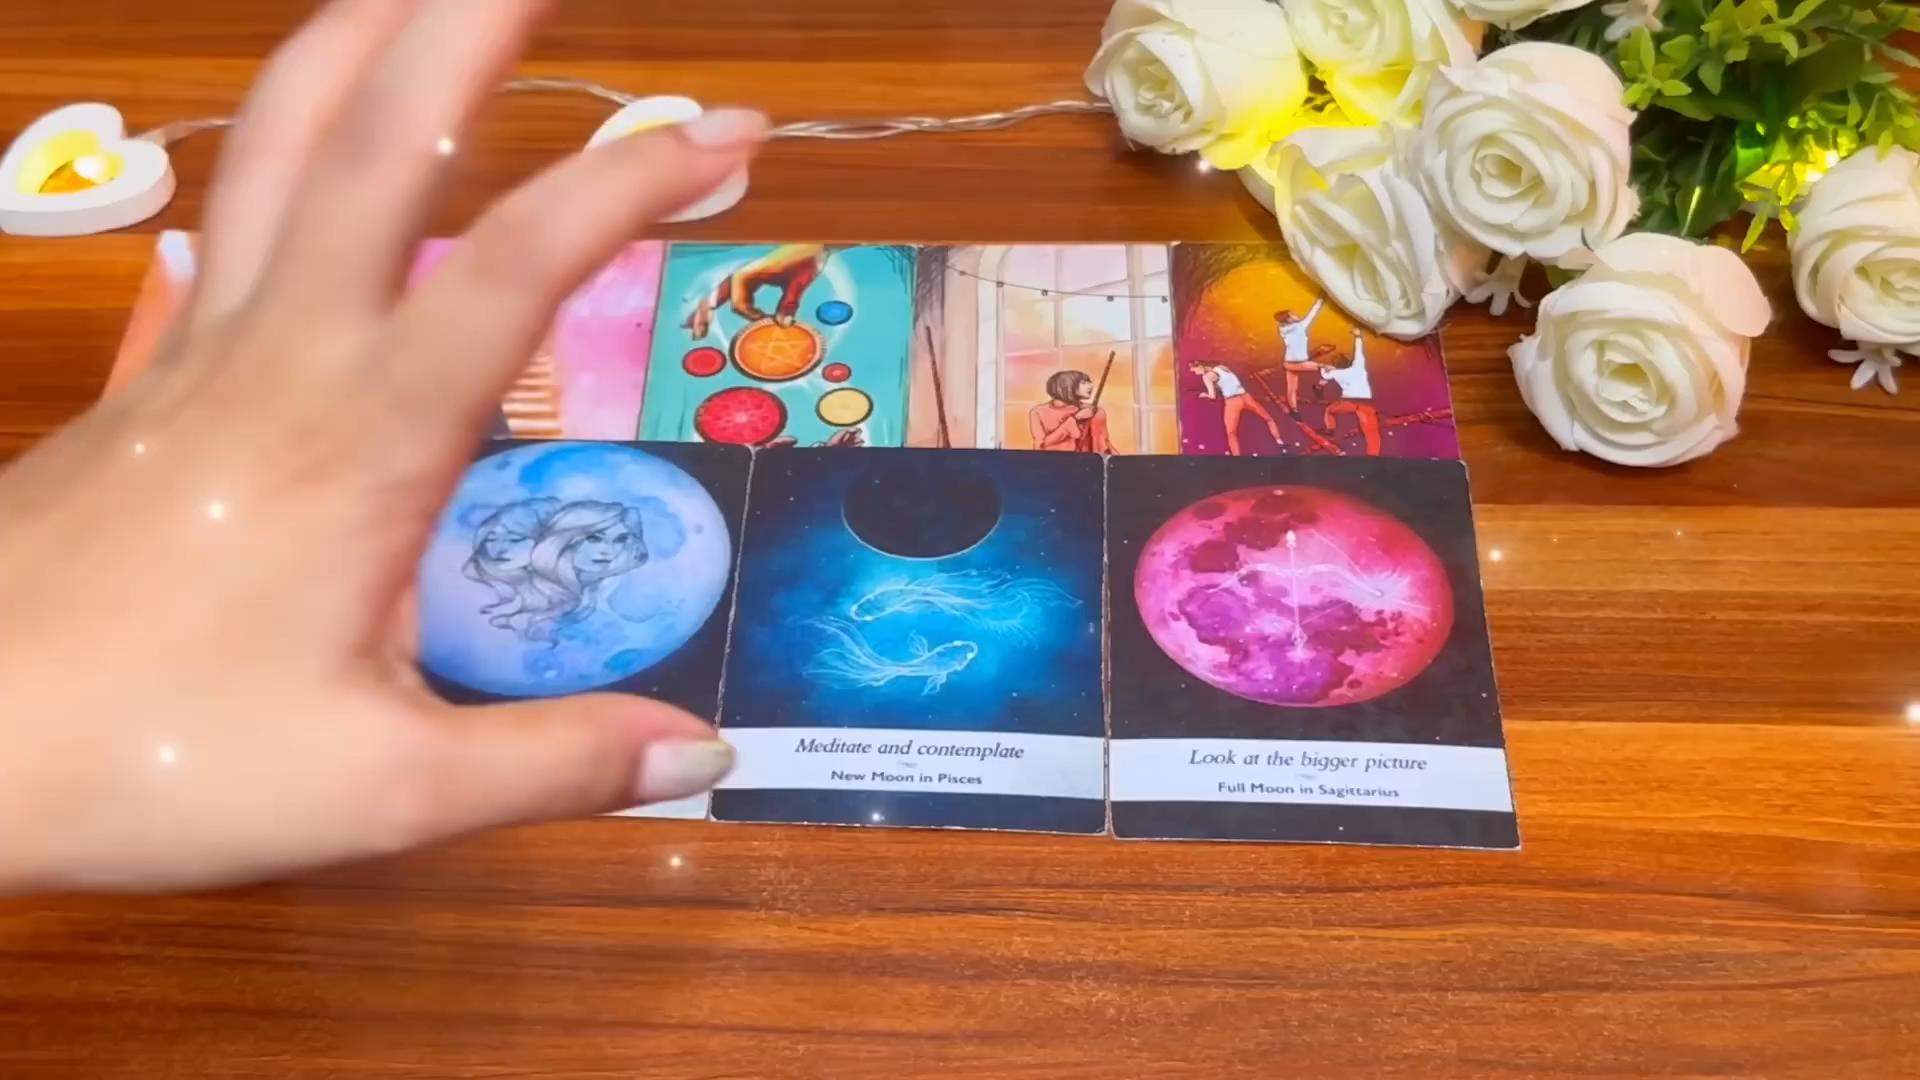 Meditate and contemplate
New Moon in Pisces
Look at the bigger picture
Full Moon in Sagittarius